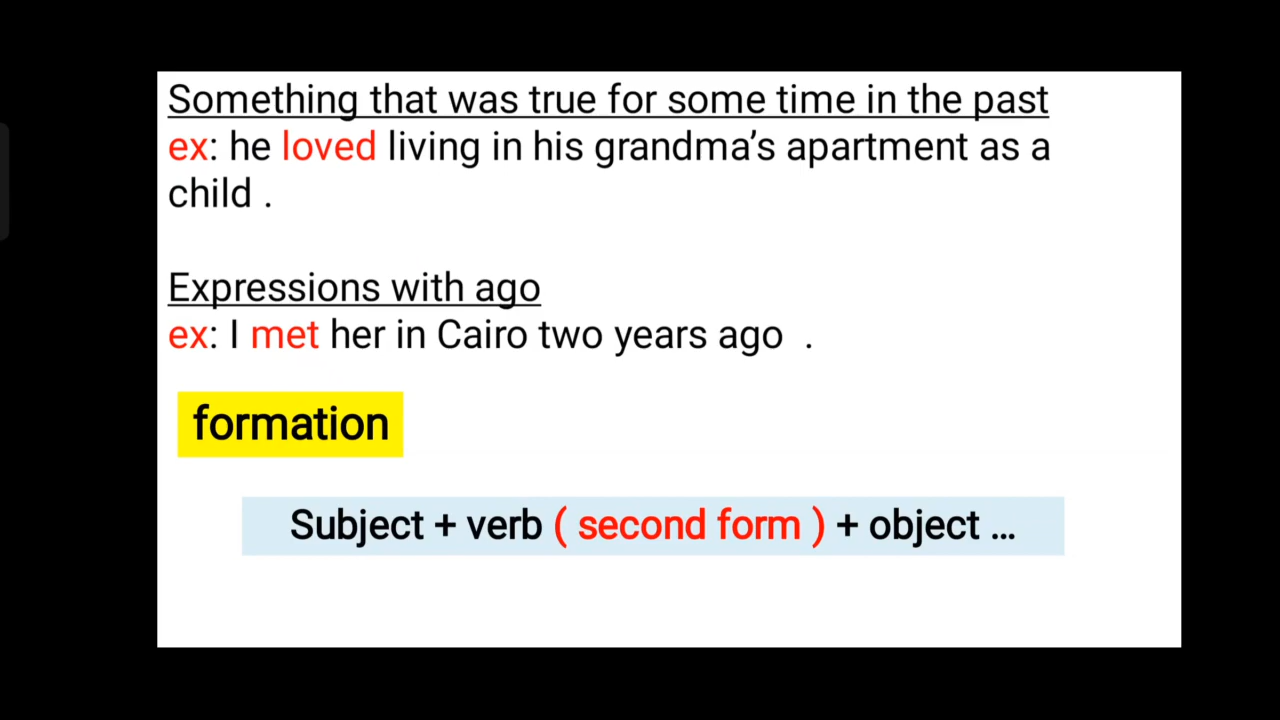 Something that was true for some time in the past
ex: he loved living in his grandma’s apartment as a
child .
Expressions with ago
ex: I met her in Cairo two years ago  .
formation
Subject + verb ( second form ) + object ...